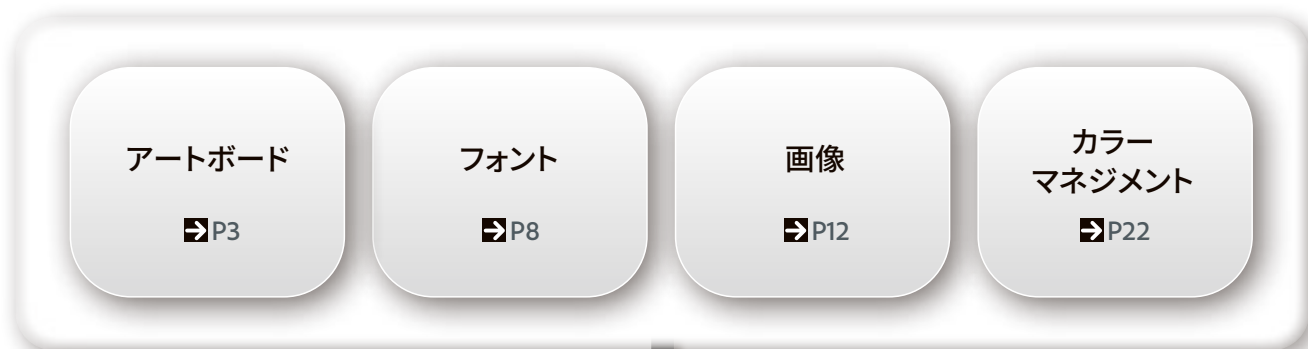 アートボード
➔P3
フォント
➔P8
画像
➔P12
カラー
マネジメント
➔P22